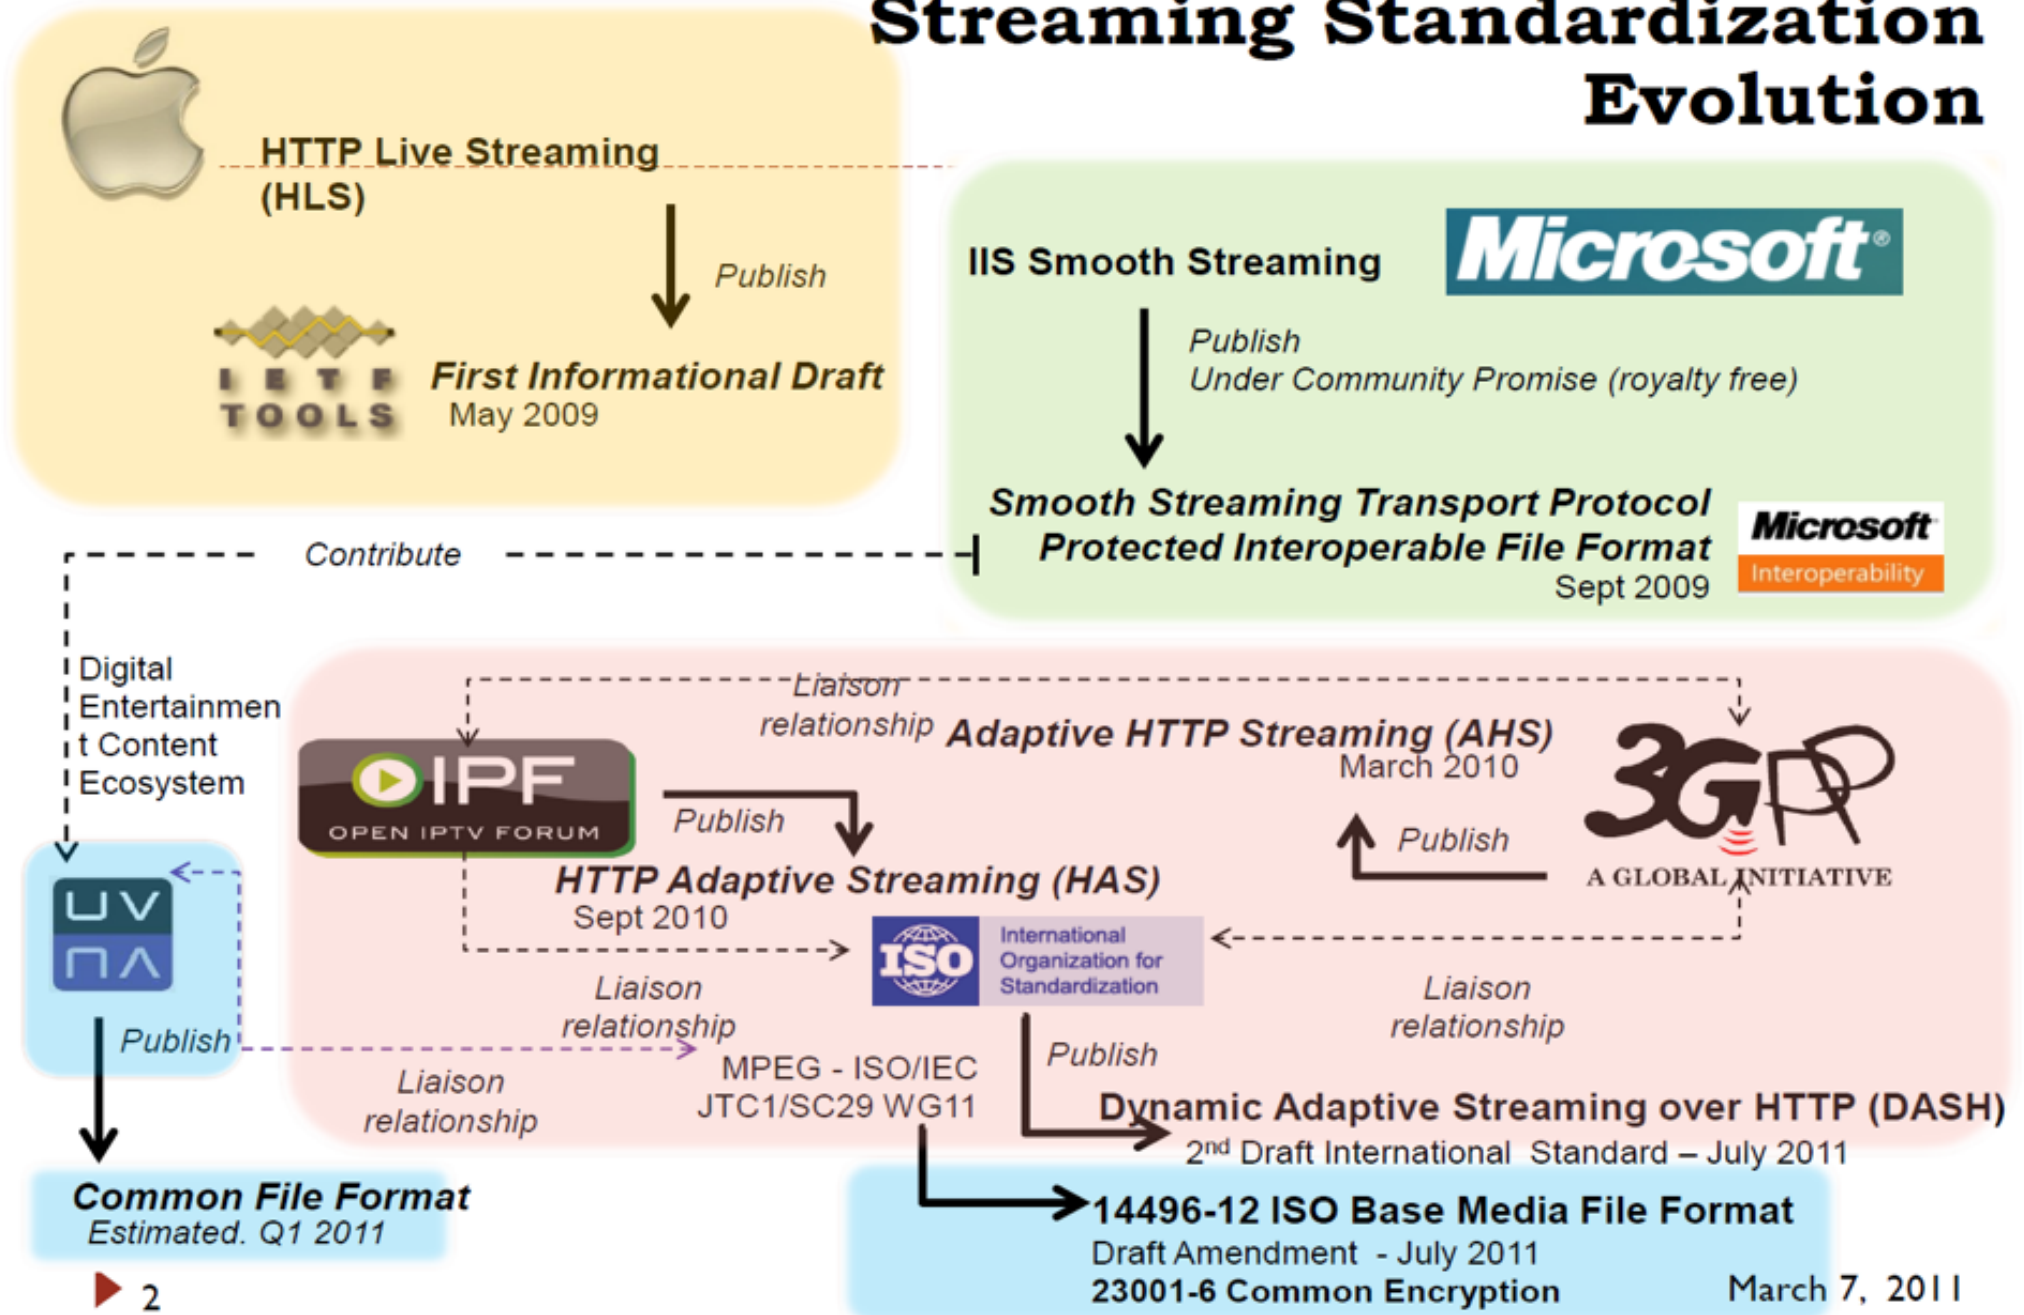 Streaming Standardization
Evolution
HTTP Live Streaming
(HLS)
Publish
I E T F
TOOLS
First Informational Draft
May 2009
IIS Smooth Streaming
Microsoft®
Publish
Under Community Promise (royalty free)
Smooth Streaming Transport Protocol
Protected Interoperable File Format
Sept 2009
Microsoft
Interoperability
Contribute
Digital
Entertainmen
t Content
Ecosystem
Liaison
relationship
Adaptive HTTP Streaming (AHS)
March 2010
3GPP
A GLOBAL INITIATIVE
OIPF
OPEN IPTV FORUM
Publish
Publish
HTTP Adaptive Streaming (HAS)
Sept 2010
ISO
International
Organization for
Standardization
UV
Publish
Liaison
relationship
Liaison
relationship
Liaison
relationship
MPEG - ISO/IEC
JTC1/SC29 WG11
Publish
Dynamic Adaptive Streaming over HTTP (DASH)
2nd Draft International Standard – July 2011
Common File Format
Estimated. Q1 2011
14496-12 ISO Base Media File Format
Draft Amendment - July 2011
23001-6 Common Encryption
2
March 7, 2011